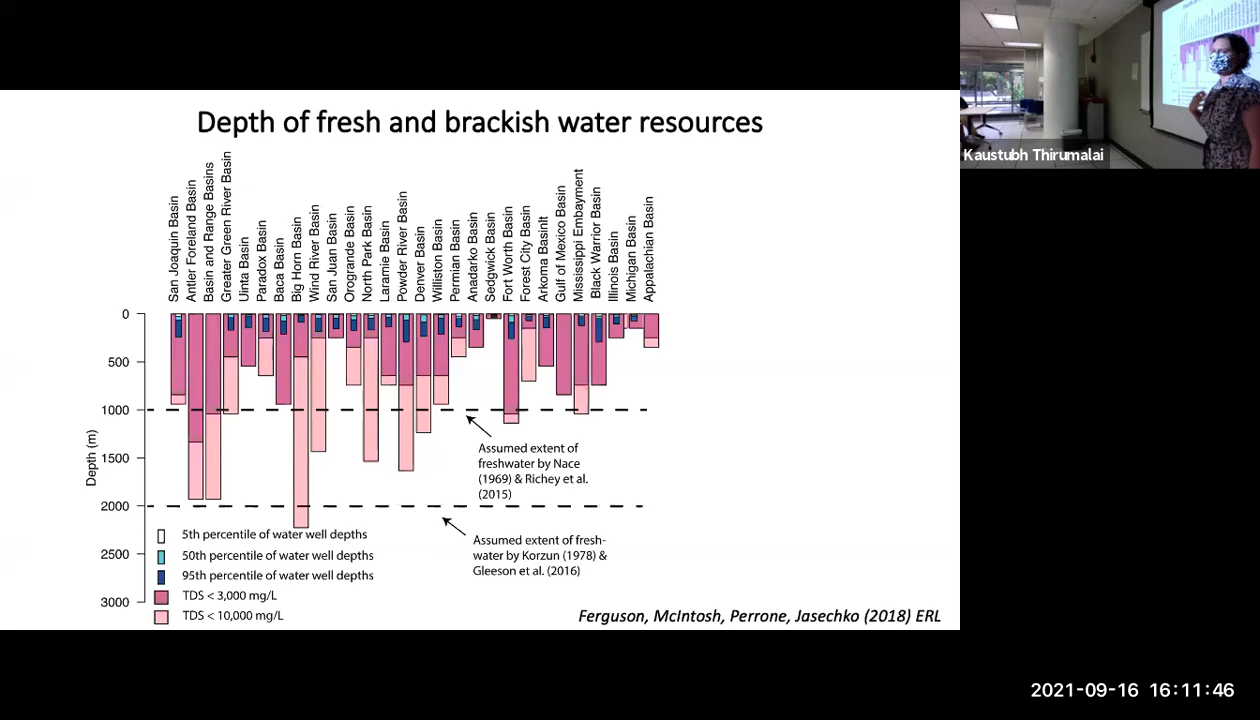 Depth of fresh and brackish water resources
San Joaquin Basin
Antler Foreland Basin
Basin and Range Basins
Greater Green River Basin
Uinta Basin
Paradox Basin
Baca Basin
Big Horn Basin
Wind River Basin
San Juan Basin
Orogrande Basin
North Park Basin
Laramie Basin
Powder River Basin
Denver Basin
Williston Basin
Permian Basin
Anadarko Basin
Sedgwick Basin
Fort Worth Basin
Forest City Basin
Arkoma Basinlt
Gulf of Mexico Basin
Mississippi Embayment
Black Warrior Basin
Illinois Basin
Michigan Basin
Appalachian Basin
0
500
1000
1500
2000
2500
3000
Depth (m)
Assumed extent of
freshwater by Nace
(1969) & Richey et al.
(2015)
Assumed extent of fresh-
water by Korzun (1978) &
Gleeson et al. (2016)
5th percentile of water well depths
50th percentile of water well depths
95th percentile of water well depths
TDS < 3,000 mg/L
TDS < 10,000 mg/L
Ferguson, McIntosh, Perrone, Jasechko (2018) ERL
Kaustubh Thirumalai
2021-09-16 16:11:46